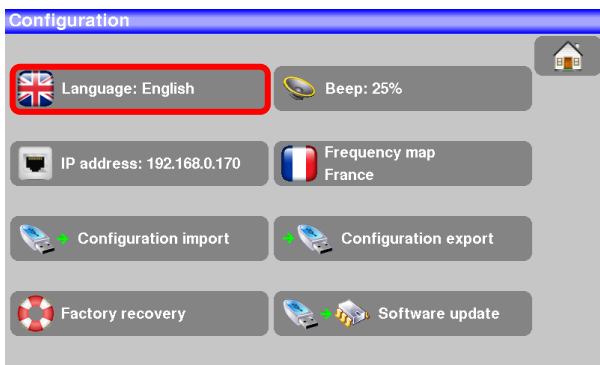 Configuration
Language: English
Beep: 25%
IP address: 192.168.0.170
Frequency map
France
Configuration import
Configuration export
Factory recovery
Software update